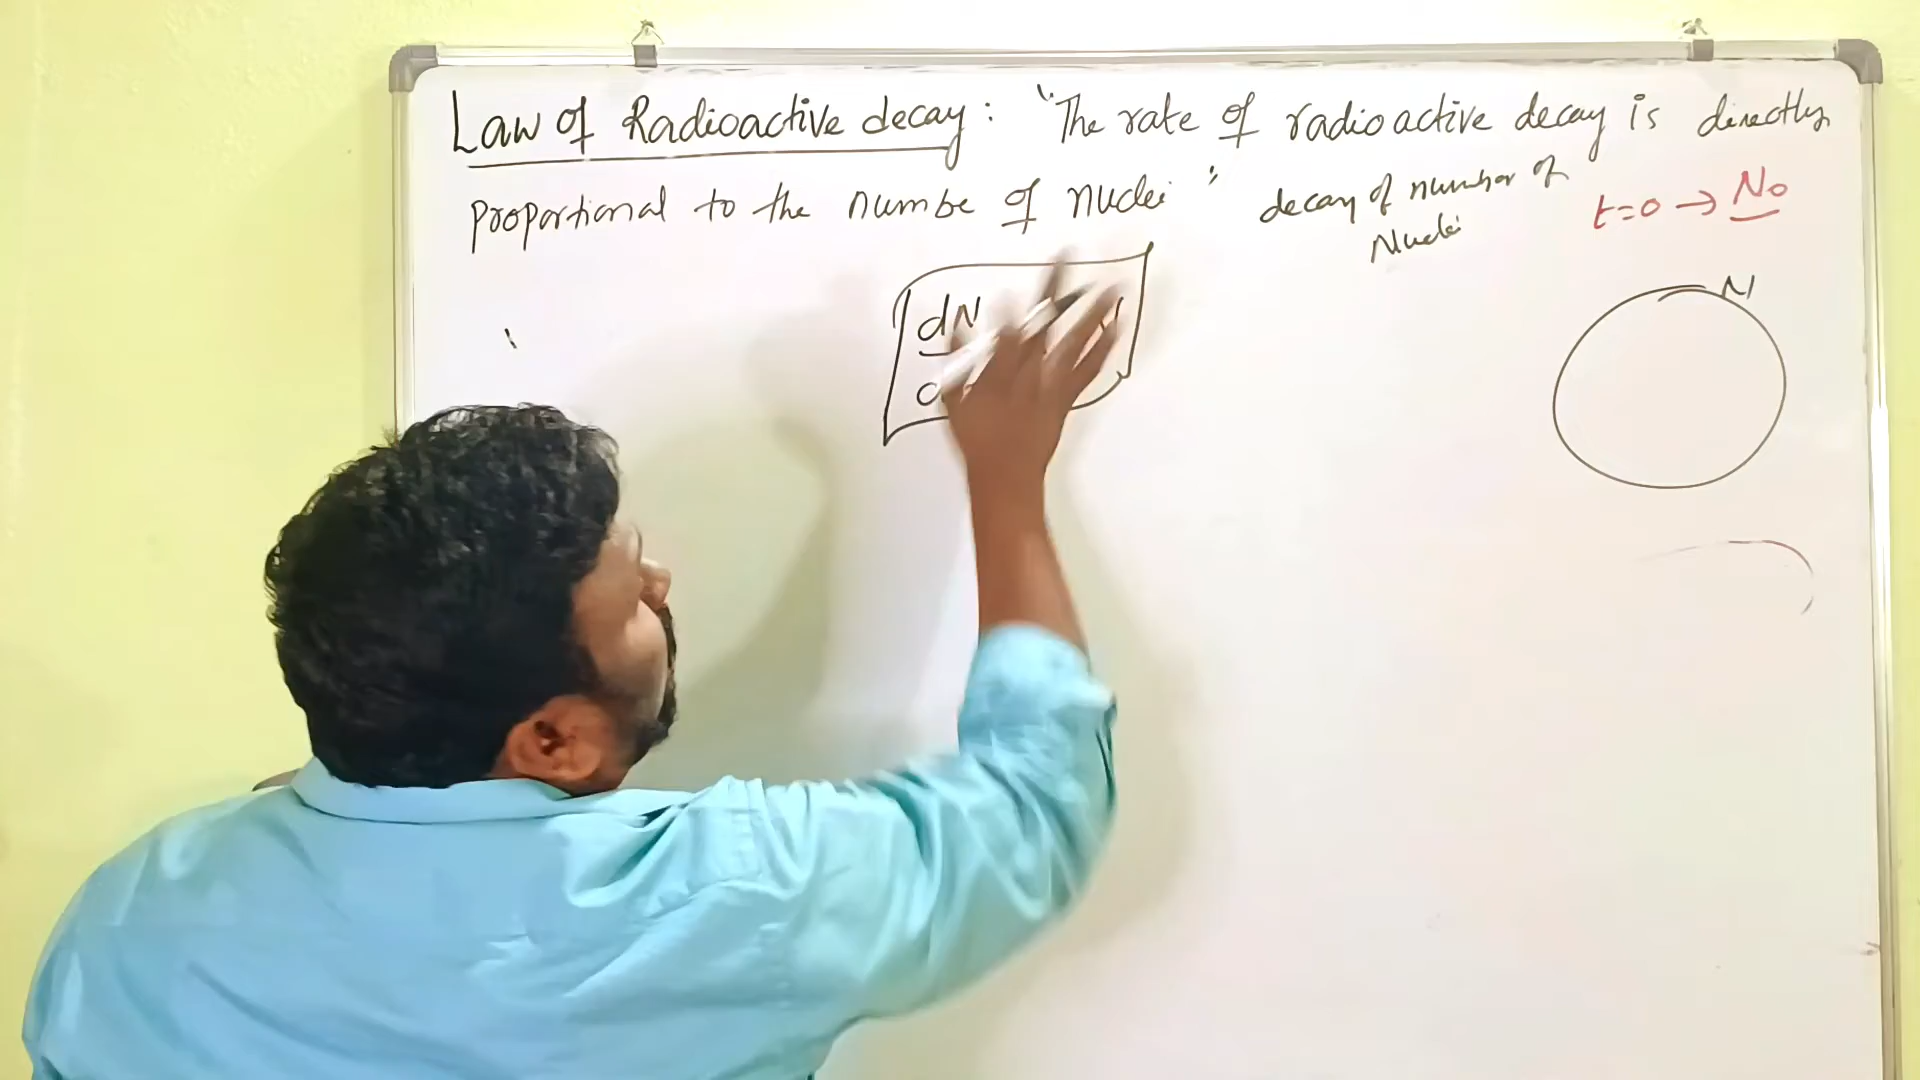 Law of Radioactive decay: "The rate of radioactive decay is directly
proportional to the numbe of nuclei"
decay of number of
Nuclei
t=0 → N₀
N
dN